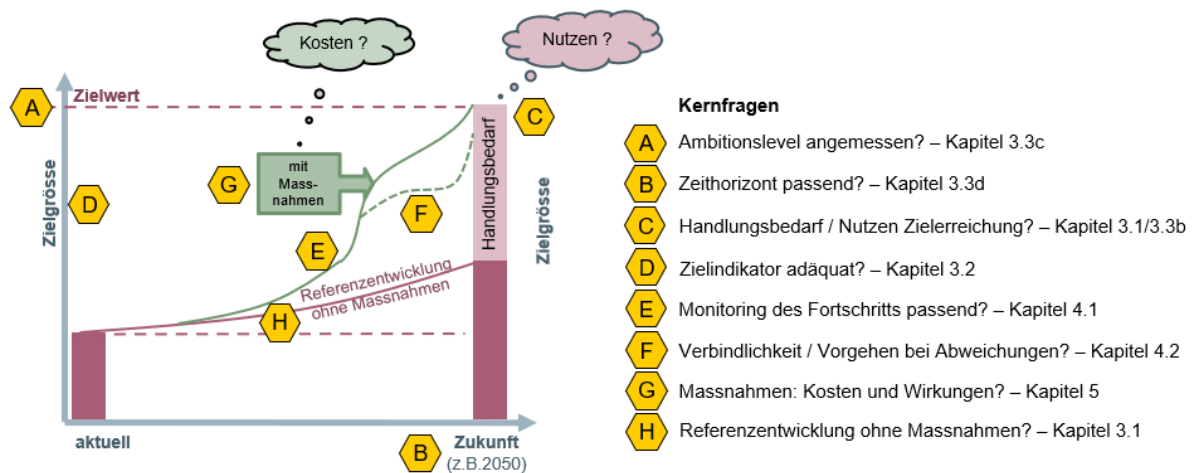 Kosten ?
Nutzen ?
A
Zielwert
C
Zielgrösse
D
G
mit
Mass-
nahmen
F
E
Handlungsbedarf
Zielgrösse
Referenzentwicklung
ohne Massnahmen
H
aktuell
B
Zukunft
(z.B.2050)
Kernfragen
A Ambitionslevel angemessen? – Kapitel 3.3c
B Zeithorizont passend? – Kapitel 3.3d
C Handlungsbedarf / Nutzen Zielerreichung? – Kapitel 3.1/3.3b
D Zielindikator adäquat? – Kapitel 3.2
E Monitoring des Fortschritts passend? – Kapitel 4.1
F Verbindlichkeit / Vorgehen bei Abweichungen? – Kapitel 4.2
G Massnahmen: Kosten und Wirkungen? – Kapitel 5
H Referenzentwicklung ohne Massnahmen? – Kapitel 3.1